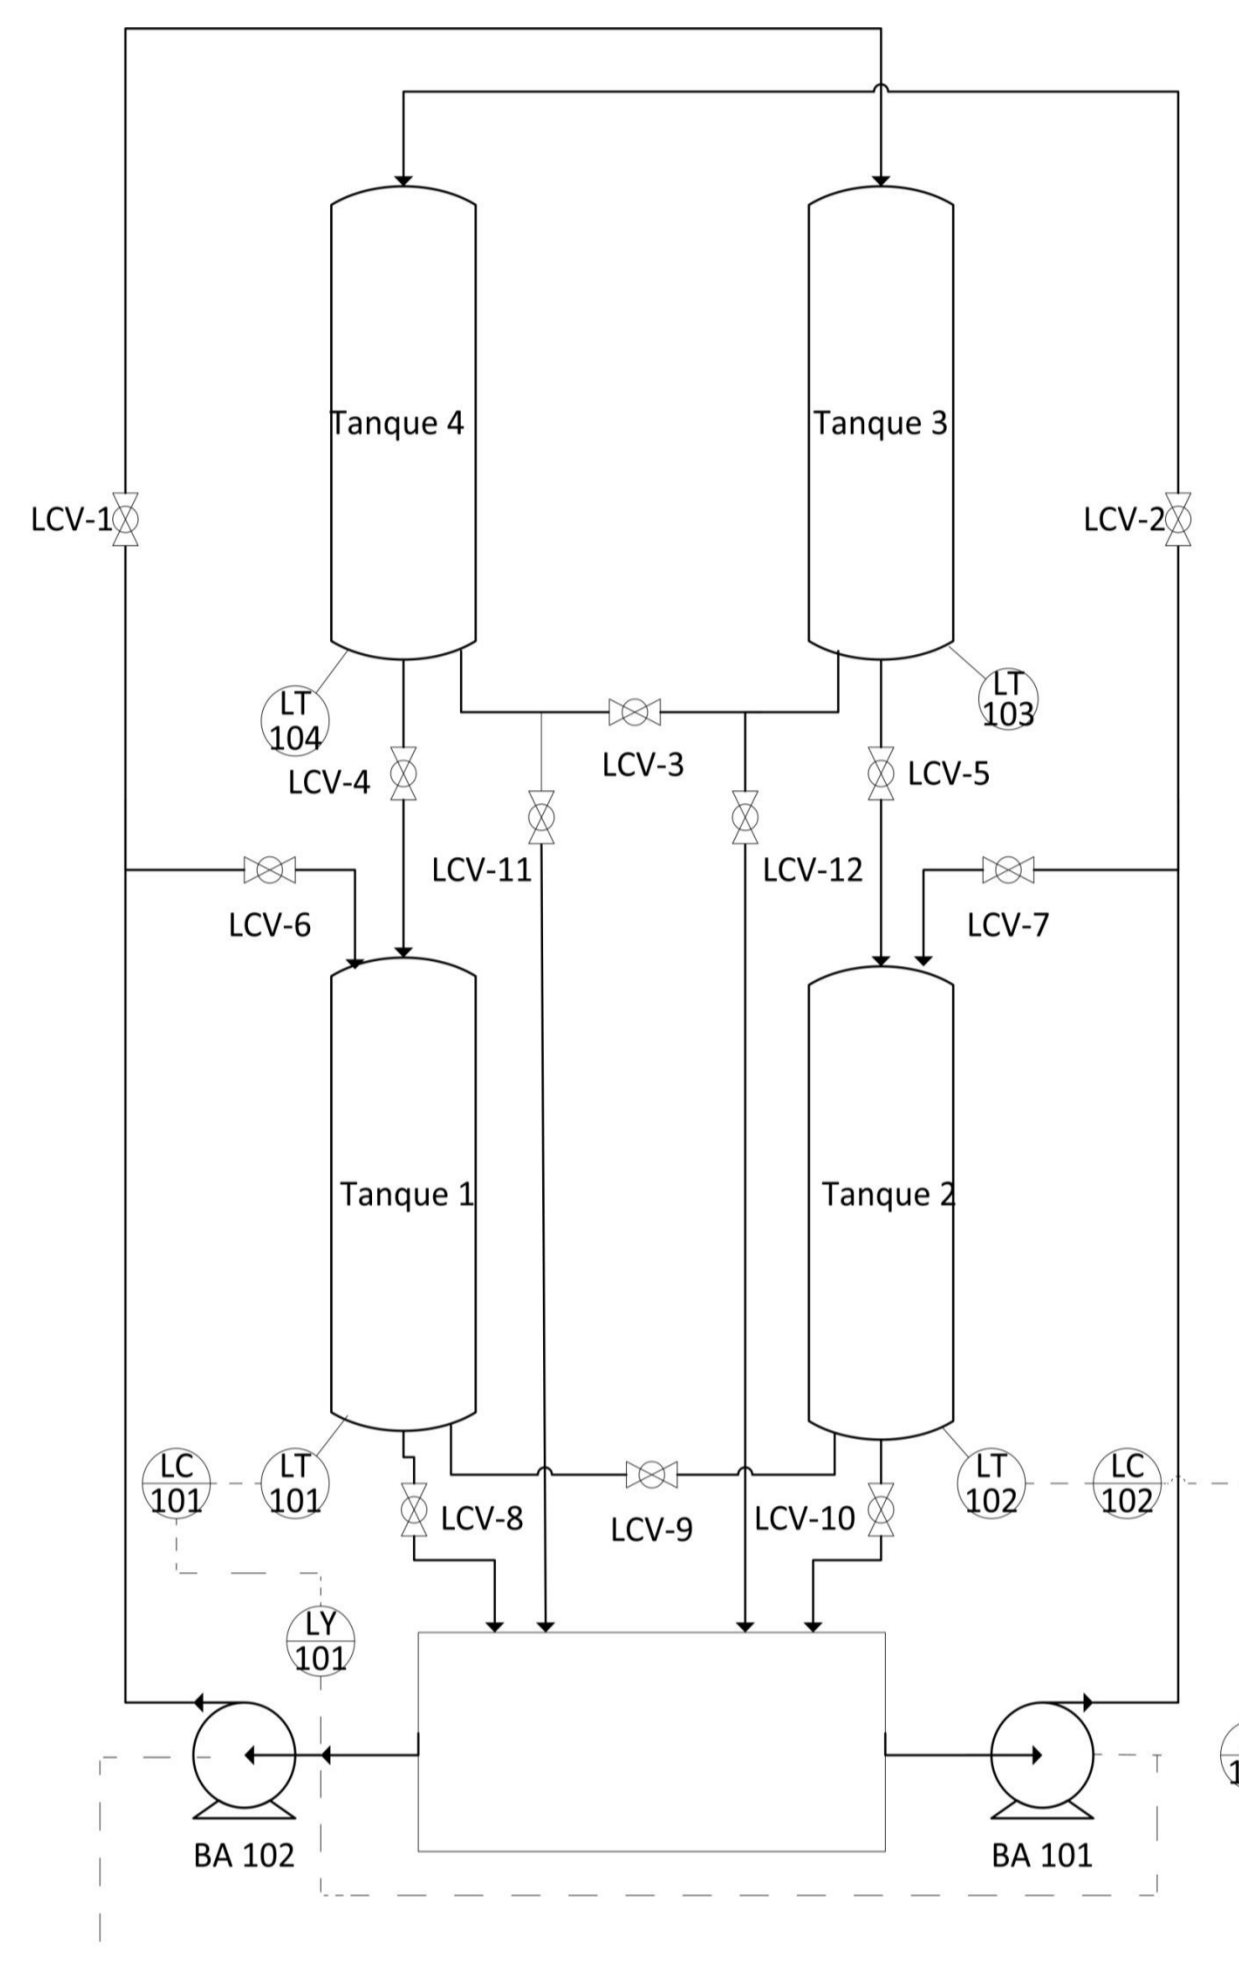 Tanque 4
Tanque 3
LCV-1
LCV-2
LT
104
LT
103
LCV-3
LCV-4
LCV-5
LCV-11
LCV-12
LCV-6
LCV-7
Tanque 1
Tanque 2
LC
101
LT
101
LT
102
LC
102
LCV-8
LCV-9
LCV-10
LY
101
BA 102
BA 101